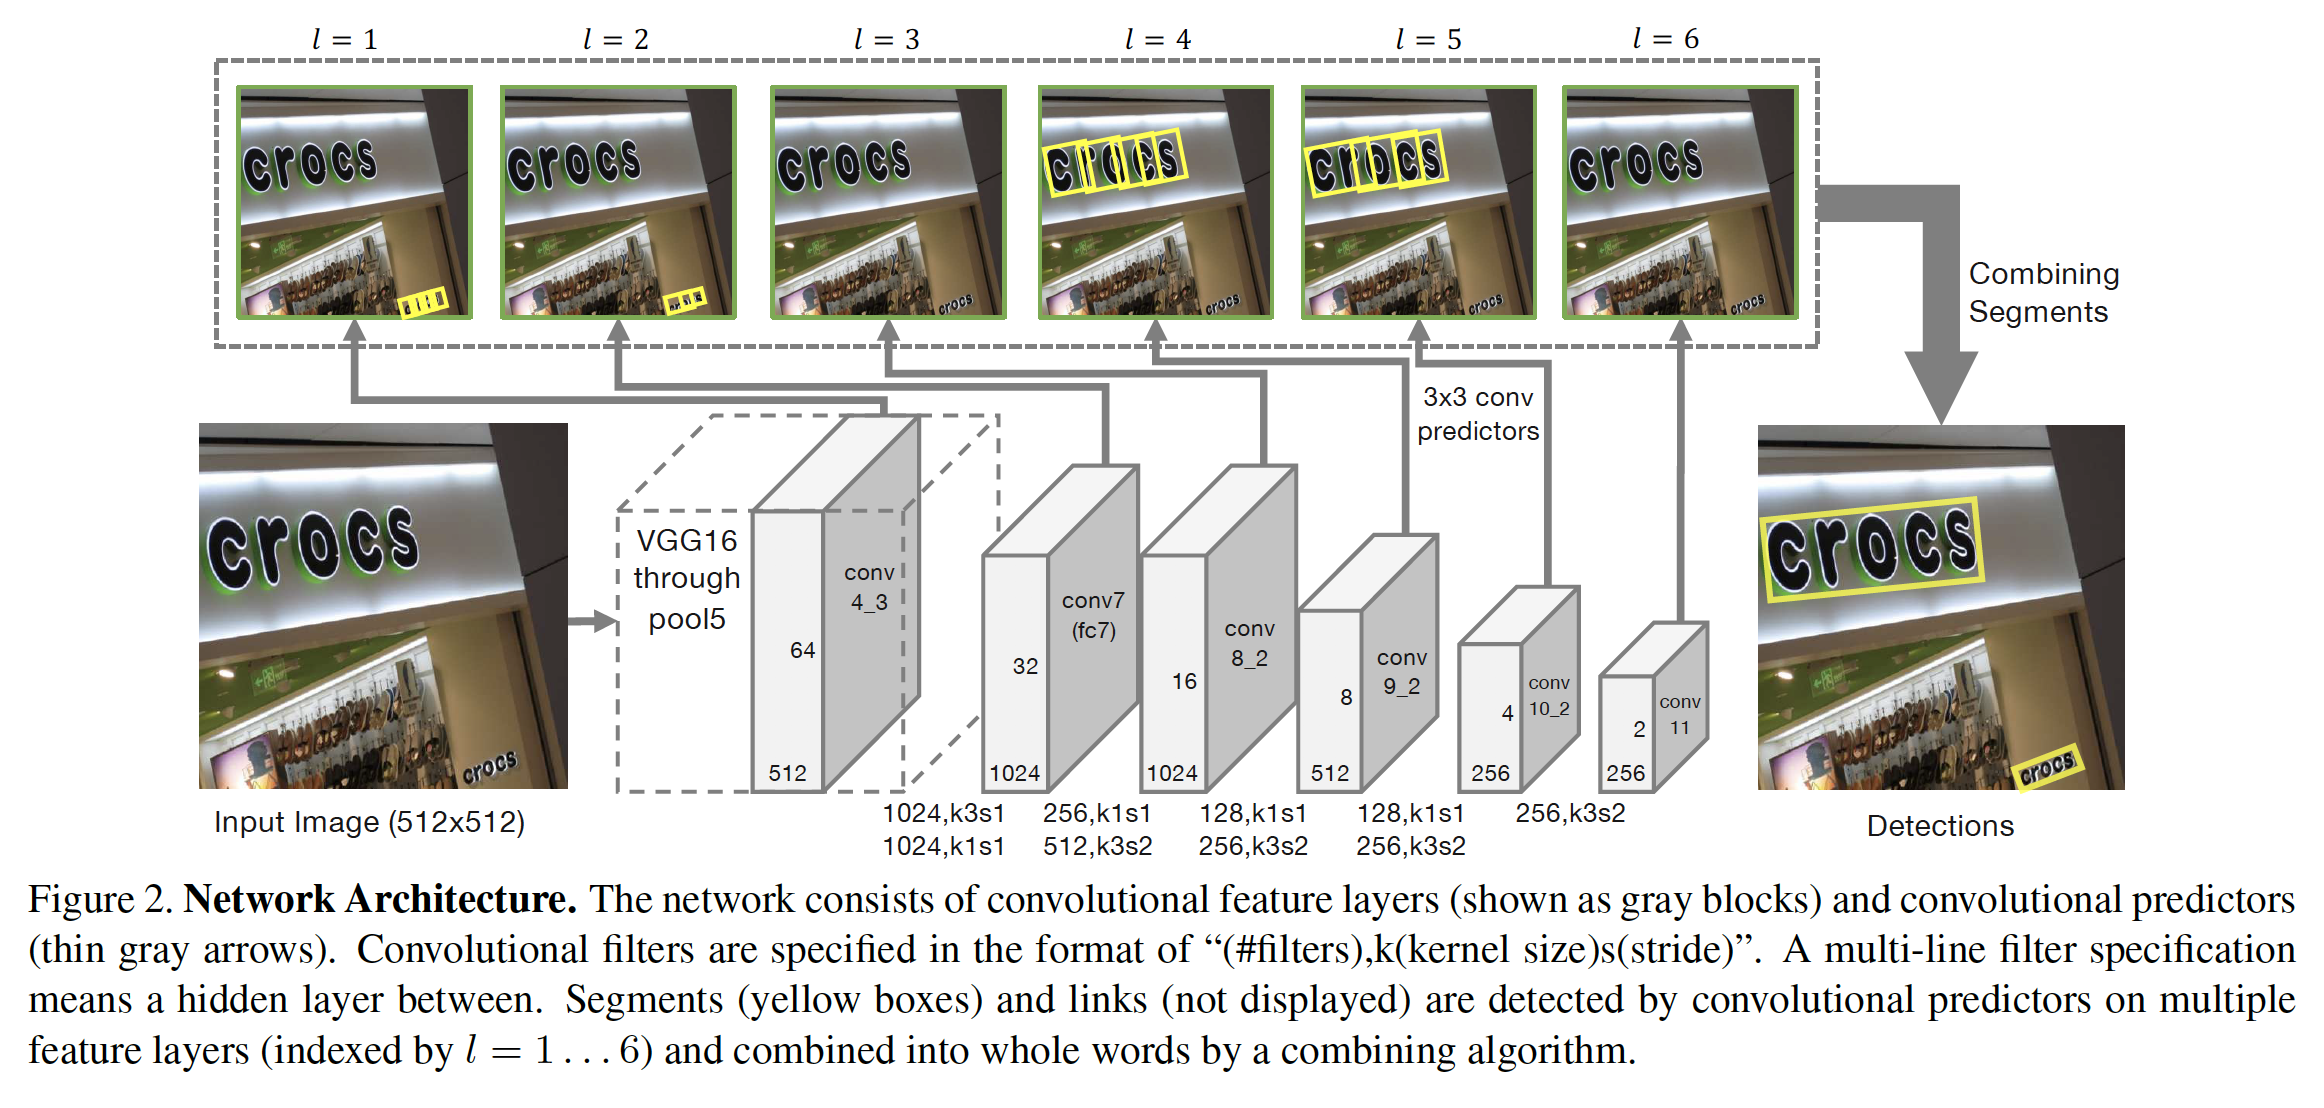 l = 1
l = 2
l = 3
l = 4
l = 5
l = 6
crocs
crocs
crocs
crocs
crocs
crocs
crocs
crocs
crocs
Combining
Segments
3x3 conv
predictors
crocs
crocs
VGG16
through
pool5
conv
4_3
64
512
conv7
(fc7)
32
1024
conv
8_2
16
1024
conv
9_2
8
512
conv
10_2
4
256
conv
11
2
256
crocs
crocs
Input Image (512x512)
1024,k3s1
1024,k1s1
256,k1s1
512,k3s2
128,k1s1
256,k3s2
128,k1s1
256,k3s2
256,k3s2
Detections
Figure 2. Network Architecture. The network consists of convolutional feature layers (shown as gray blocks) and convolutional predictors
(thin gray arrows). Convolutional filters are specified in the format of “(#filters),k(kernel size)s(stride)”. A multi-line filter specification
means a hidden layer between. Segments (yellow boxes) and links (not displayed) are detected by convolutional predictors on multiple
feature layers (indexed by l = 1 . . . 6) and combined into whole words by a combining algorithm.